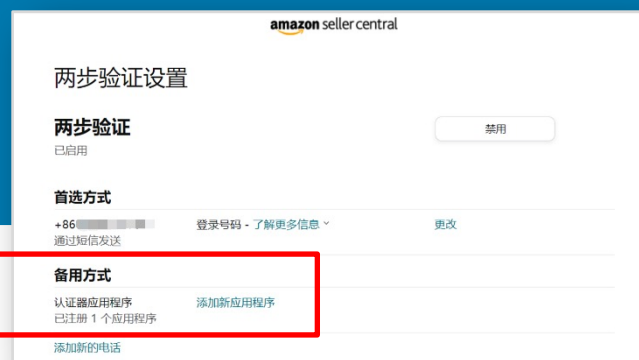 amazon seller central
两步验证设置
两步验证
禁用
已启用
首选方式
+86
登录号码 - 了解更多信息
更改
通过短信发送
备用方式
认证器应用程序
添加新应用程序
已注册 1 个应用程序
添加新的电话